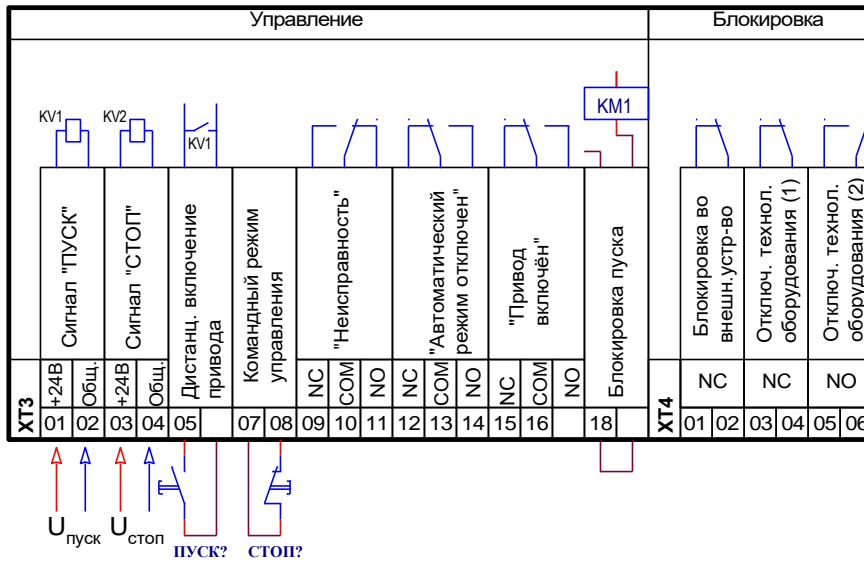 Управление
Блокировка
KM1
KV1
KV2
KV1
Сигнал "ПУСК"
Сигнал "СТОП"
Дистанц. включение
привода
Командный режим
управления
"Неисправность"
"Автоматический
режим отключен"
"Привод
включён"
Блокировка пуска
Блокировка во
внешн.устр-во
Отключ. технол.
оборудования (1)
Отключ. технол.
оборудования (2)
XT3
+24В
Общ.
+24В
Общ.
NC
COM
NO
NC
COM
NO
NC
COM
NO
XT4
NC
NC
NO
01 02 03 04 05 07 08 09 10 11 12 13 14 15 16 18
01 02 03 04 05 06
Uпуск
Uстоп
ПУСК?
СТОП?